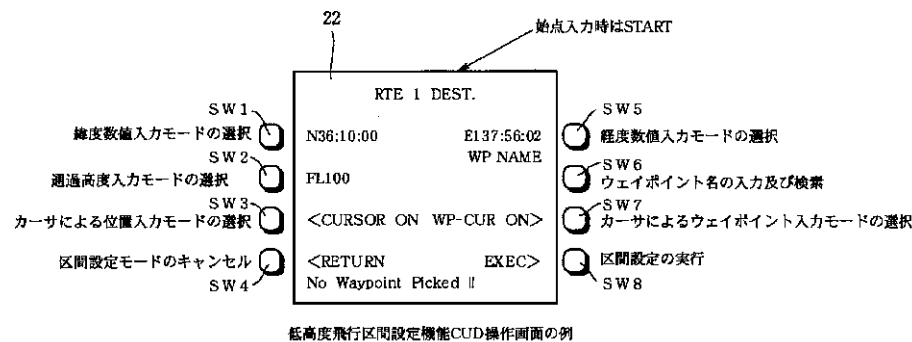 22
始点入力時はSTART
RTE 1 DEST.
SW1
緯度数値入力モードの選択
N36:10:00 E137:56:02
SW5
経度数値入力モードの選択
WP NAME
SW2
通過高度入力モードの選択
FL100
SW6
ウェイポイント名の入力及び検索
SW3
カーサによる位置入力モードの選択
<CURSOR ON WP-CUR ON>
SW7
カーサによるウェイポイント入力モードの選択
区間設定モードのキャンセル
SW4
<RETURN EXEC>
区間設定の実行
SW8
No Waypoint Picked !!
低高度飛行区間設定機能CUD操作画面の例